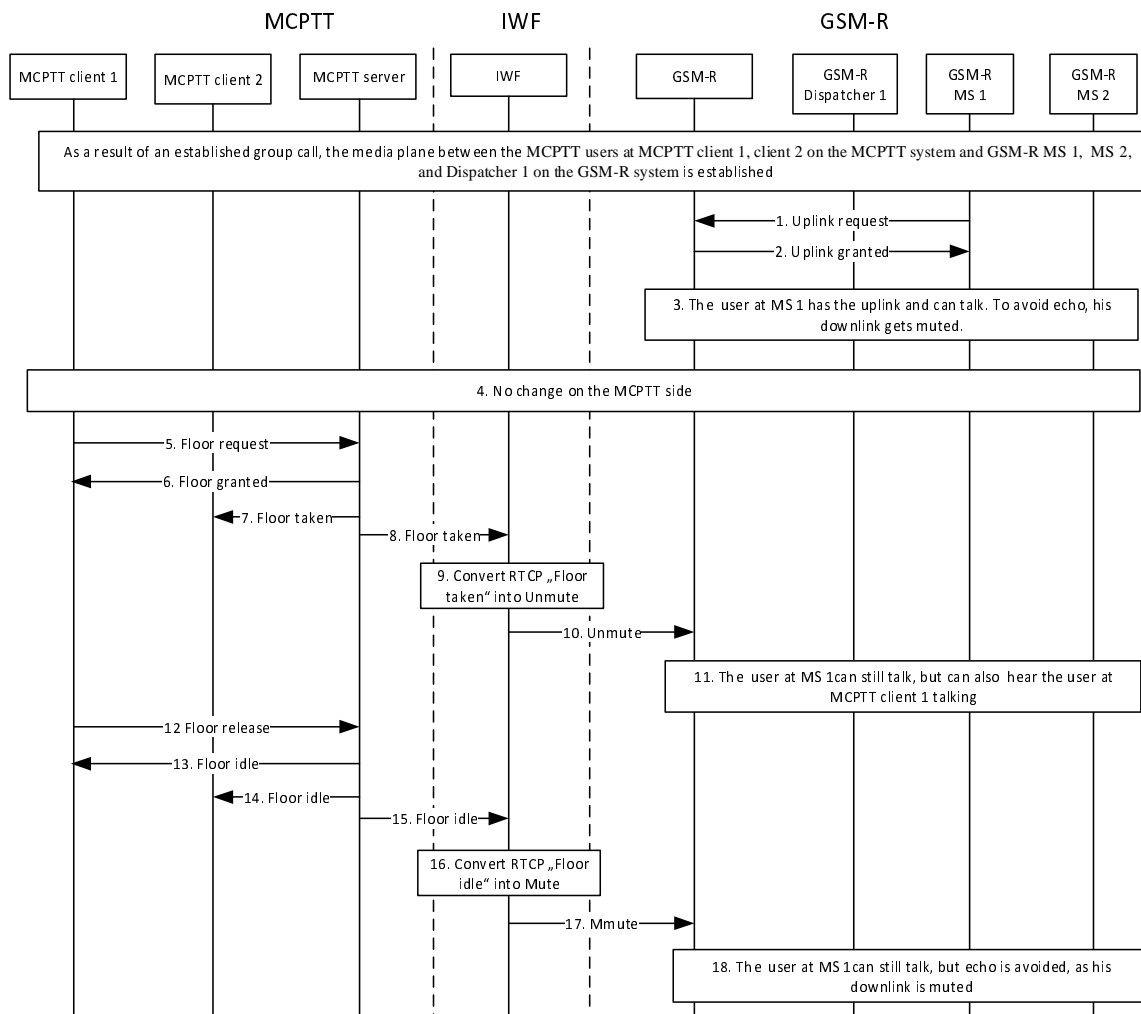 MCPTT IWF GSM-R
MCPTT client 1
MCPTT client 2
MCPTT server
IWF
GSM-R
GSM-R
Dispatcher 1
GSM-R
MS 1
GSM-R
MS 2
As a result of an established group call, the media plane between the MCPTT users at MCPTT client 1, client 2 on the MCPTT system and GSM-R MS 1, MS 2,
and Dispatcher 1 on the GSM-R system is established
1. Uplink request
2. Uplink granted
3. The user at MS 1 has the uplink and can talk. To avoid echo, his
downlink gets muted.
4. No change on the MCPTT side
5. Floor request
6. Floor granted
7. Floor taken
8. Floor taken
9. Convert RTCP „Floor
taken“ into Unmute
10. Unmute
11. The user at MS 1can still talk, but can also hear the user at
MCPTT client 1 talking
12 Floor release
13. Floor idle
14. Floor idle
15. Floor idle
16. Convert RTCP „Floor
idle“ into Mute
17. Mmute
18. The user at MS 1can still talk, but echo is avoided, as his
downlink is muted